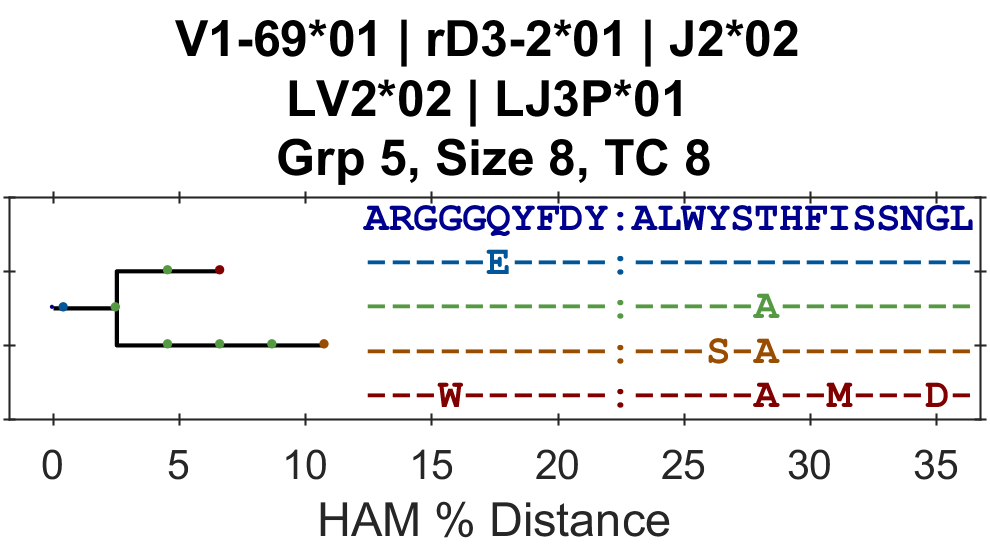 V1-69*01 | rD3-2*01 | J2*02
LV2*02 | LJ3P*01
Grp 5, Size 8, TC 8
ARGGGQYFDY:ALWYSTHFISSNGL
-----E----:--------------
----------:-----A--------
----------:---S-A--------
---W------:-----A--M---D-
0 5 10 15 20 25 30 35
HAM % Distance